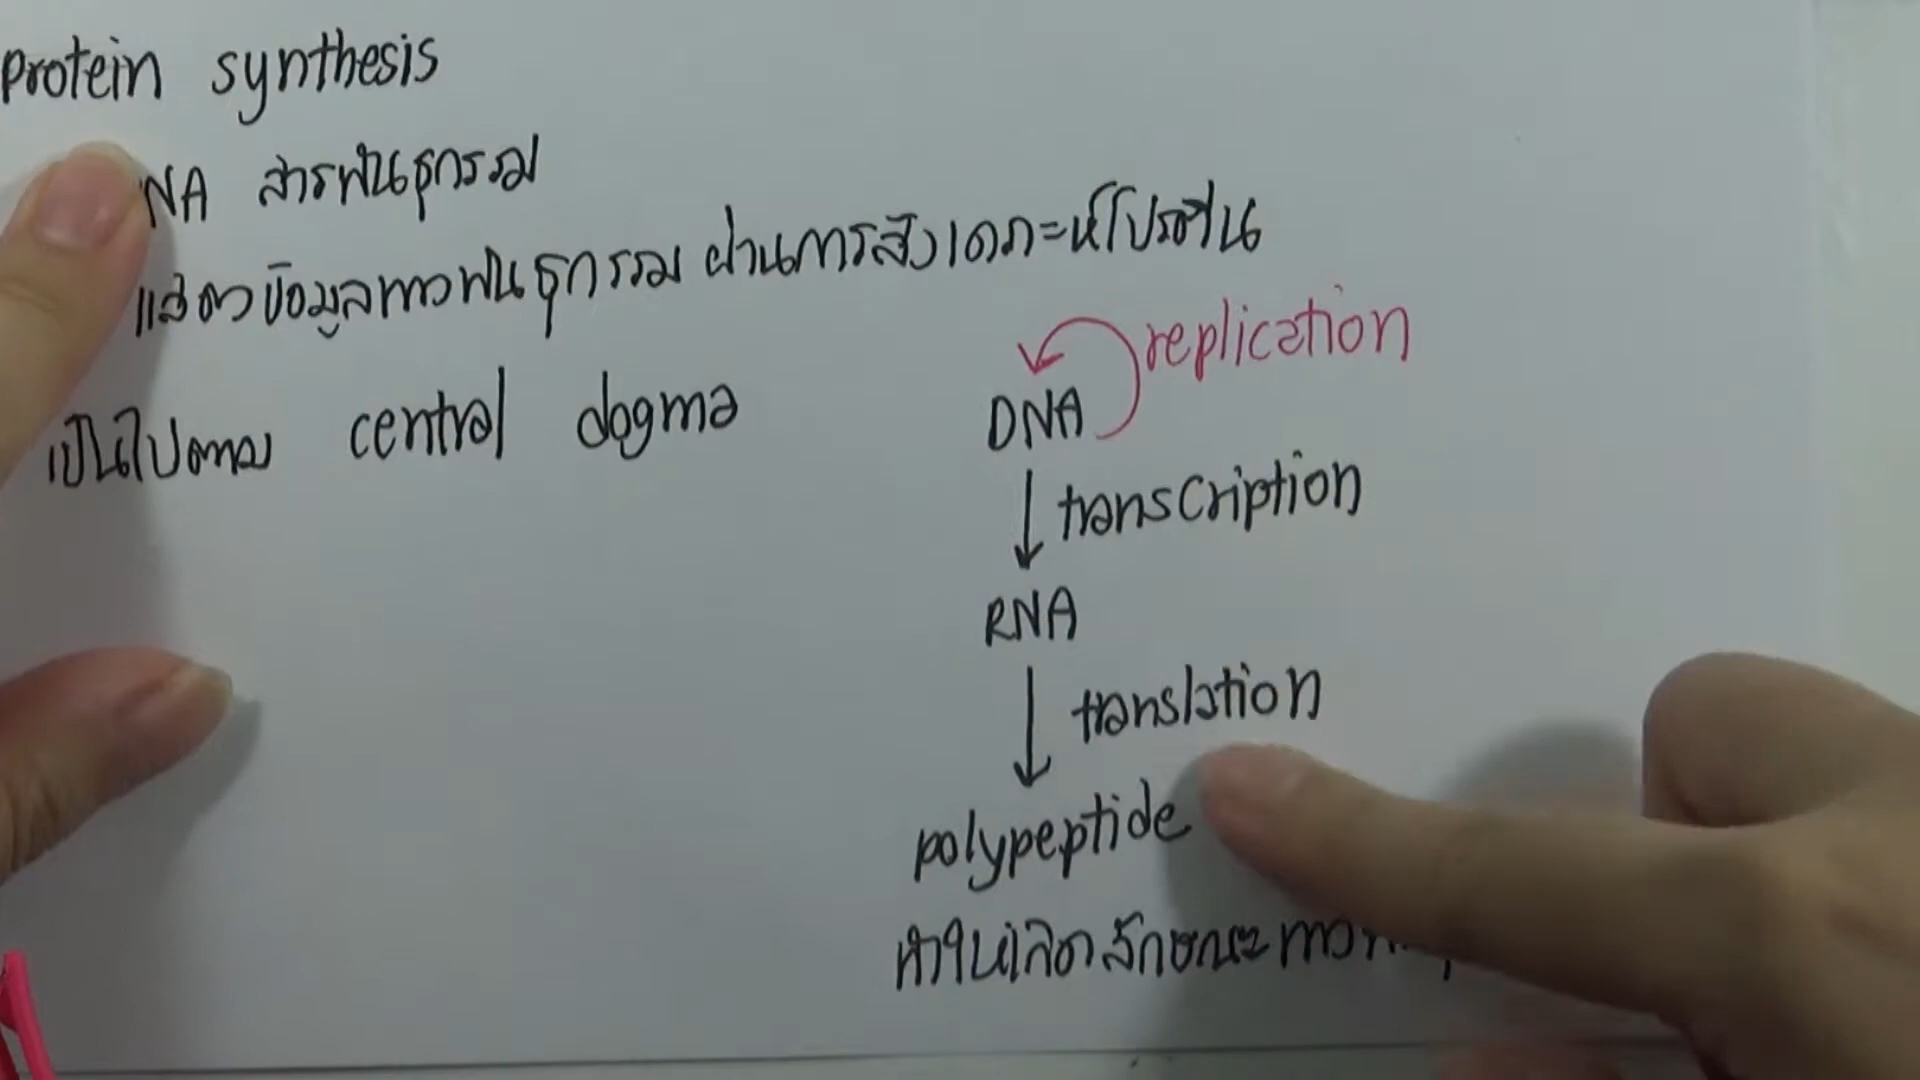 protein synthesis
NA สารพันธุกรรม
แสดงข้อมูลทางพันธุกรรม ผ่านการสังเคราะห์โปรตีน
เป็นไปตาม central dogma
replication
DNA
transcription
RNA
translation
polypeptide
ทำให้เกิดลักษณะทาง